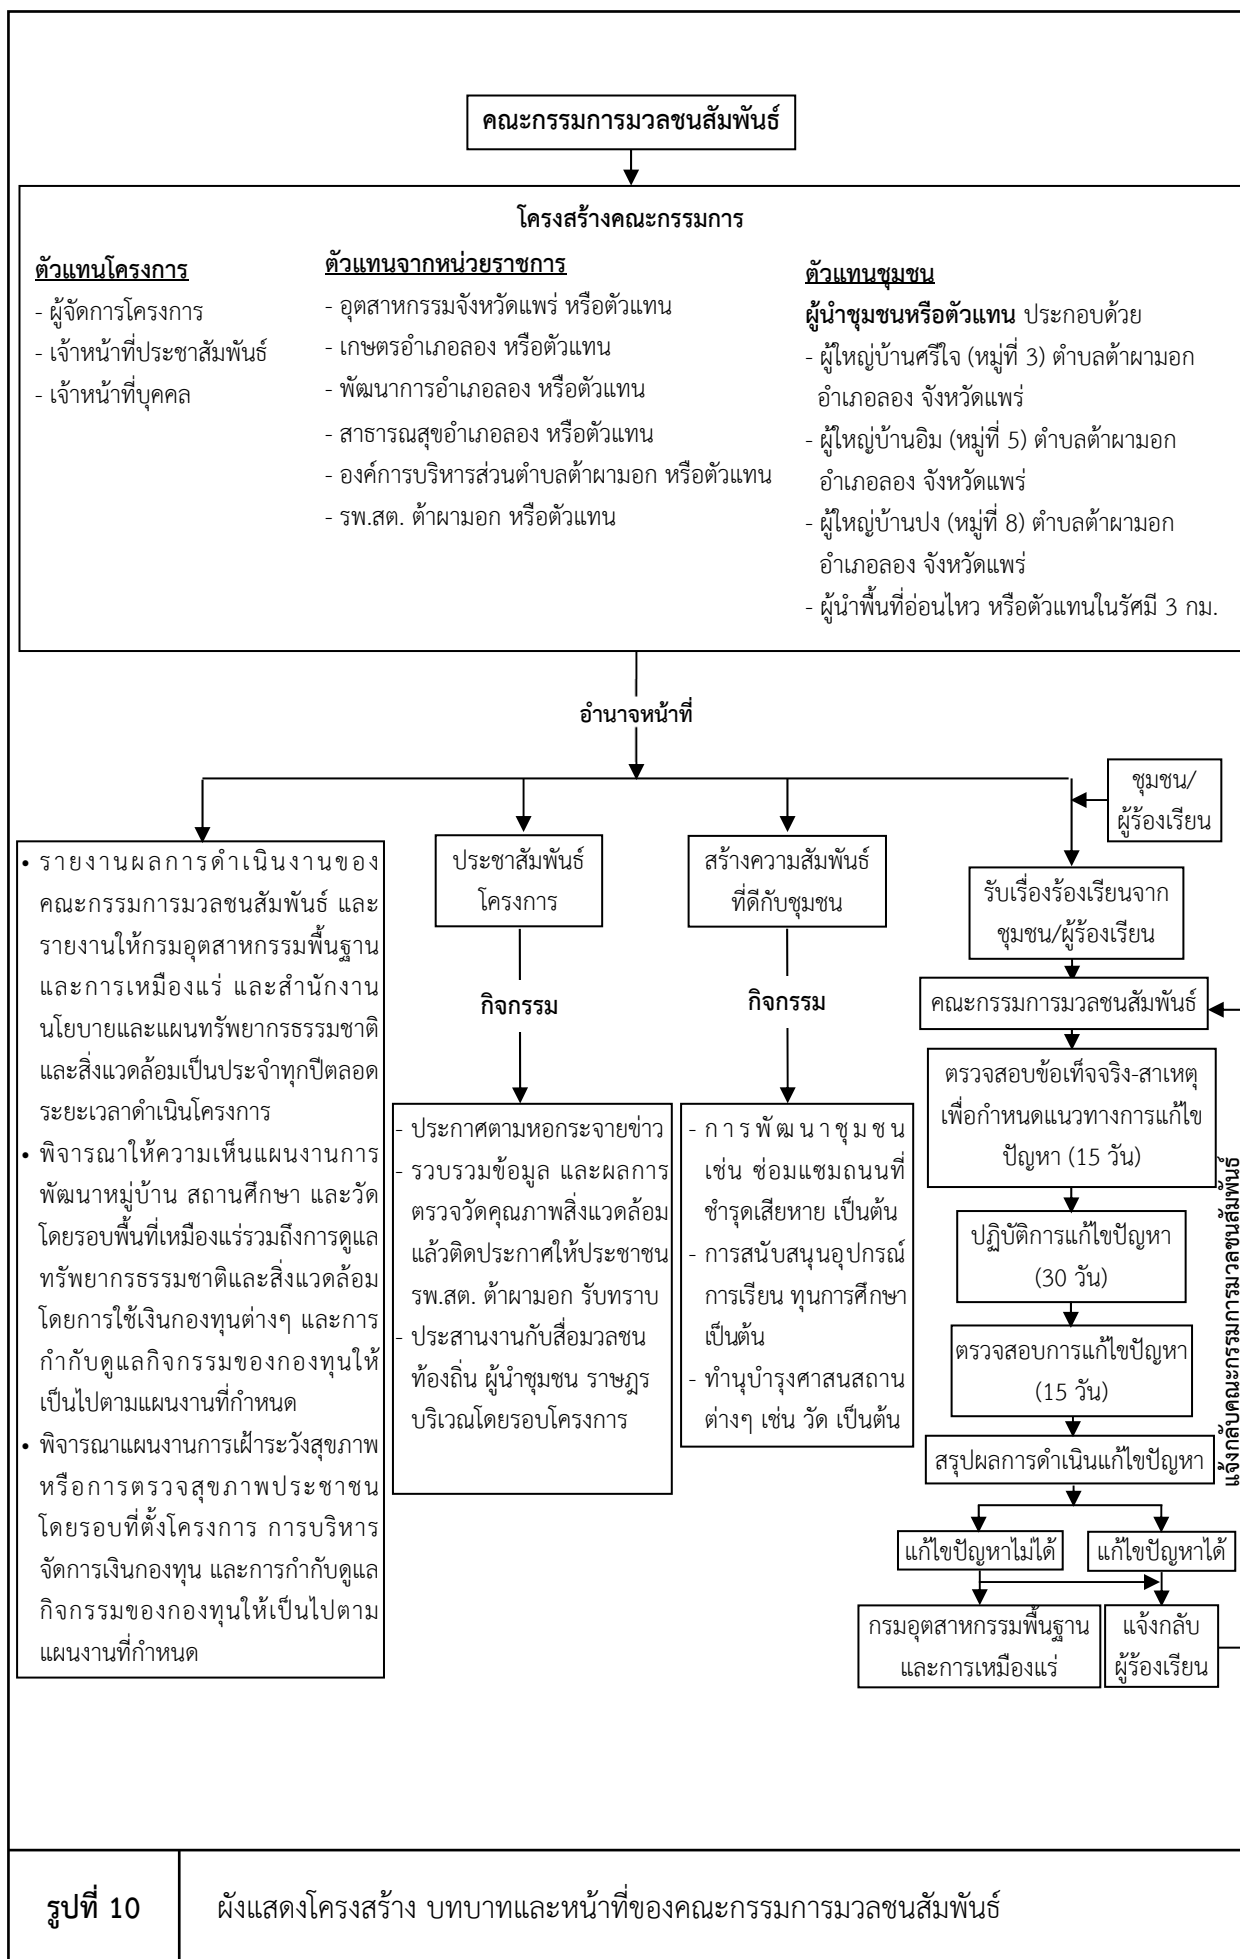 คณะกรรมการมวลชนสัมพันธ์
โครงสร้างคณะกรรมการ
ตัวแทนโครงการ
- ผู้จัดการโครงการ
- เจ้าหน้าที่ประชาสัมพันธ์
- เจ้าหน้าที่บุคคล
ตัวแทนจากหน่วยราชการ
- อุตสาหกรรมจังหวัดแพร่ หรือตัวแทน
- เกษตรอำเภอลอง หรือตัวแทน
- พัฒนาการอำเภอลอง หรือตัวแทน
- สาธารณสุขอำเภอลอง หรือตัวแทน
- องค์การบริหารส่วนตำบลต้าผามอก หรือตัวแทน
- รพ.สต. ต้าผามอก หรือตัวแทน
ตัวแทนชุมชน
ผู้นำชุมชนหรือตัวแทน ประกอบด้วย
- ผู้ใหญ่บ้านศรีใจ (หมู่ที่ 3) ตำบลต้าผามอก
อำเภอลอง จังหวัดแพร่
- ผู้ใหญ่บ้านอิม (หมู่ที่ 5) ตำบลต้าผามอก
อำเภอลอง จังหวัดแพร่
- ผู้ใหญ่บ้านปง (หมู่ที่ 8) ตำบลต้าผามอก
อำเภอลอง จังหวัดแพร่
- ผู้นำพื้นที่อ่อนไหว หรือตัวแทนในรัศมี 3 กม.
อำนาจหน้าที่
• รายงานผลการดำเนินงานของ
คณะกรรมการมวลชนสัมพันธ์ และ
รายงานให้กรมอุตสาหกรรมพื้นฐาน
และการเหมืองแร่ และสำนักงาน
นโยบายและแผนทรัพยากรธรรมชาติ
และสิ่งแวดล้อมเป็นประจำทุกปีตลอด
ระยะเวลาดำเนินโครงการ
• พิจารณาให้ความเห็นแผนงานการ
พัฒนาหมู่บ้าน สถานศึกษา และวัด
โดยรอบพื้นที่เหมืองแร่รวมถึงการดูแล
ทรัพยากรธรรมชาติและสิ่งแวดล้อม
โดยการใช้เงินกองทุนต่างๆ และการ
กำกับดูแลกิจกรรมของกองทุนให้
เป็นไปตามแผนงานที่กำหนด
• พิจารณาแผนงานการเฝ้าระวังสุขภาพ
หรือการตรวจสุขภาพประชาชน
โดยรอบที่ตั้งโครงการ การบริหาร
จัดการเงินกองทุน และการกำกับดูแล
กิจกรรมของกองทุนให้เป็นไปตาม
แผนงานที่กำหนด
ประชาสัมพันธ์
โครงการ
กิจกรรม
- ประกาศตามหอกระจายข่าว
- รวบรวมข้อมูล และผลการ
ตรวจวัดคุณภาพสิ่งแวดล้อม
แล้วติดประกาศให้ประชาชน
รพ.สต. ต้าผามอก รับทราบ
- ประสานงานกับสื่อมวลชน
ท้องถิ่น ผู้นำชุมชน ราษฎร
บริเวณโดยรอบโครงการ
สร้างความสัมพันธ์
ที่ดีกับชุมชน
กิจกรรม
- การพัฒนาชุมชน
เช่น ซ่อมแซมถนนที่
ชำรุดเสียหาย เป็นต้น
- การสนับสนุนอุปกรณ์
การเรียน ทุนการศึกษา
เป็นต้น
- ทำนุบำรุงศาสนสถาน
ต่างๆ เช่น วัด เป็นต้น
ชุมชน/
ผู้ร้องเรียน
รับเรื่องร้องเรียนจาก
ชุมชน/ผู้ร้องเรียน
คณะกรรมการมวลชนสัมพันธ์
ตรวจสอบข้อเท็จจริง-สาเหตุ
เพื่อกำหนดแนวทางการแก้ไข
ปัญหา (15 วัน)
ปฏิบัติการแก้ไขปัญหา
(30 วัน)
ตรวจสอบการแก้ไขปัญหา
(15 วัน)
สรุปผลการดำเนินแก้ไขปัญหา
แก้ไขปัญหาไม่ได้
แก้ไขปัญหาได้
กรมอุตสาหกรรมพื้นฐาน
และการเหมืองแร่
แจ้งกลับ
ผู้ร้องเรียน
แจ้งกลับคณะกรรมการมวลชนสัมพันธ์
รูปที่ 10
ผังแสดงโครงสร้าง บทบาทและหน้าที่ของคณะกรรมการมวลชนสัมพันธ์